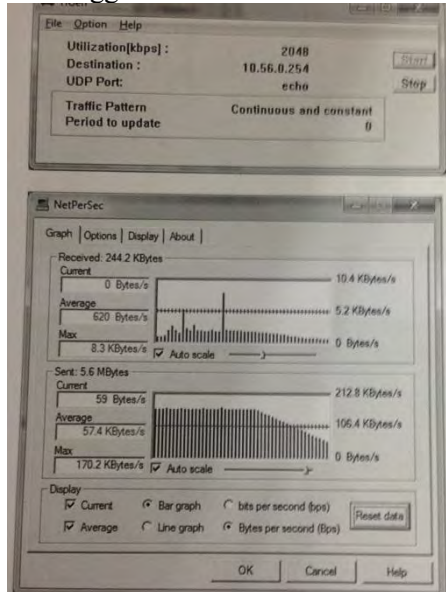 File Option Help
Utilization[kbps] : 2048
Destination : 10.56.0.254
UDP Port: echo
Start
Stop
Traffic Pattern Continuous and constant
Period to update 0
NetPerSec
Graph Options Display About
Received: 244.2 KBytes
Current
0 Bytes/s
10.4 KBytes/s
Average
620 Bytes/s
5.2 KBytes/s
Max
8.3 KBytes/s
Auto scale
0 Bytes/s
Sent: 5.6 MBytes
Current
59 Bytes/s
212.8 KBytes/s
Average
57.4 KBytes/s
106.4 KBytes/s
Max
170.2 KBytes/s
Auto scale
0 Bytes/s
Display
Current Bar graph bits per second (bps)
Average Line graph Bytes per second (Bps)
Reset data
OK Cancel Help